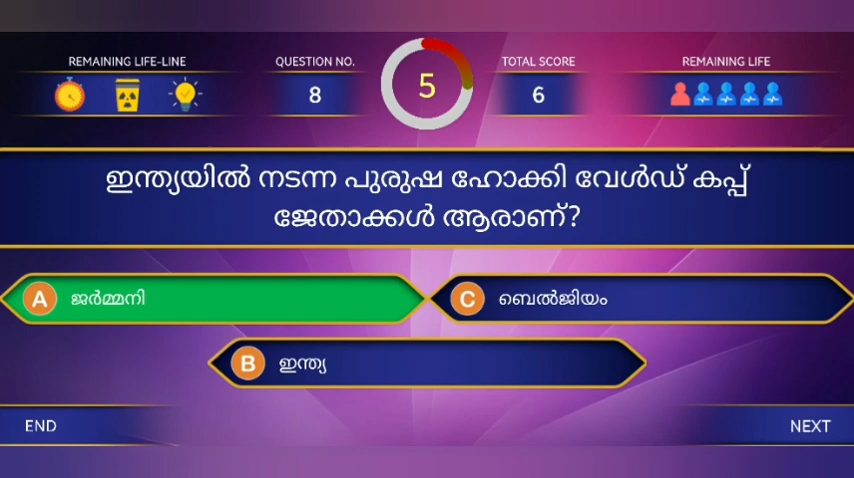 REMAINING LIFE-LINE
QUESTION NO.
8
5
TOTAL SCORE
6
REMAINING LIFE
ഇന്ത്യയിൽ നടന്ന പുരുഷ ഹോക്കി വേൾഡ് കപ്പ്
ജേതാക്കൾ ആരാണ്?
A ജർമ്മനി
C ബെൽജിയം
B ഇന്ത്യ
END
NEXT